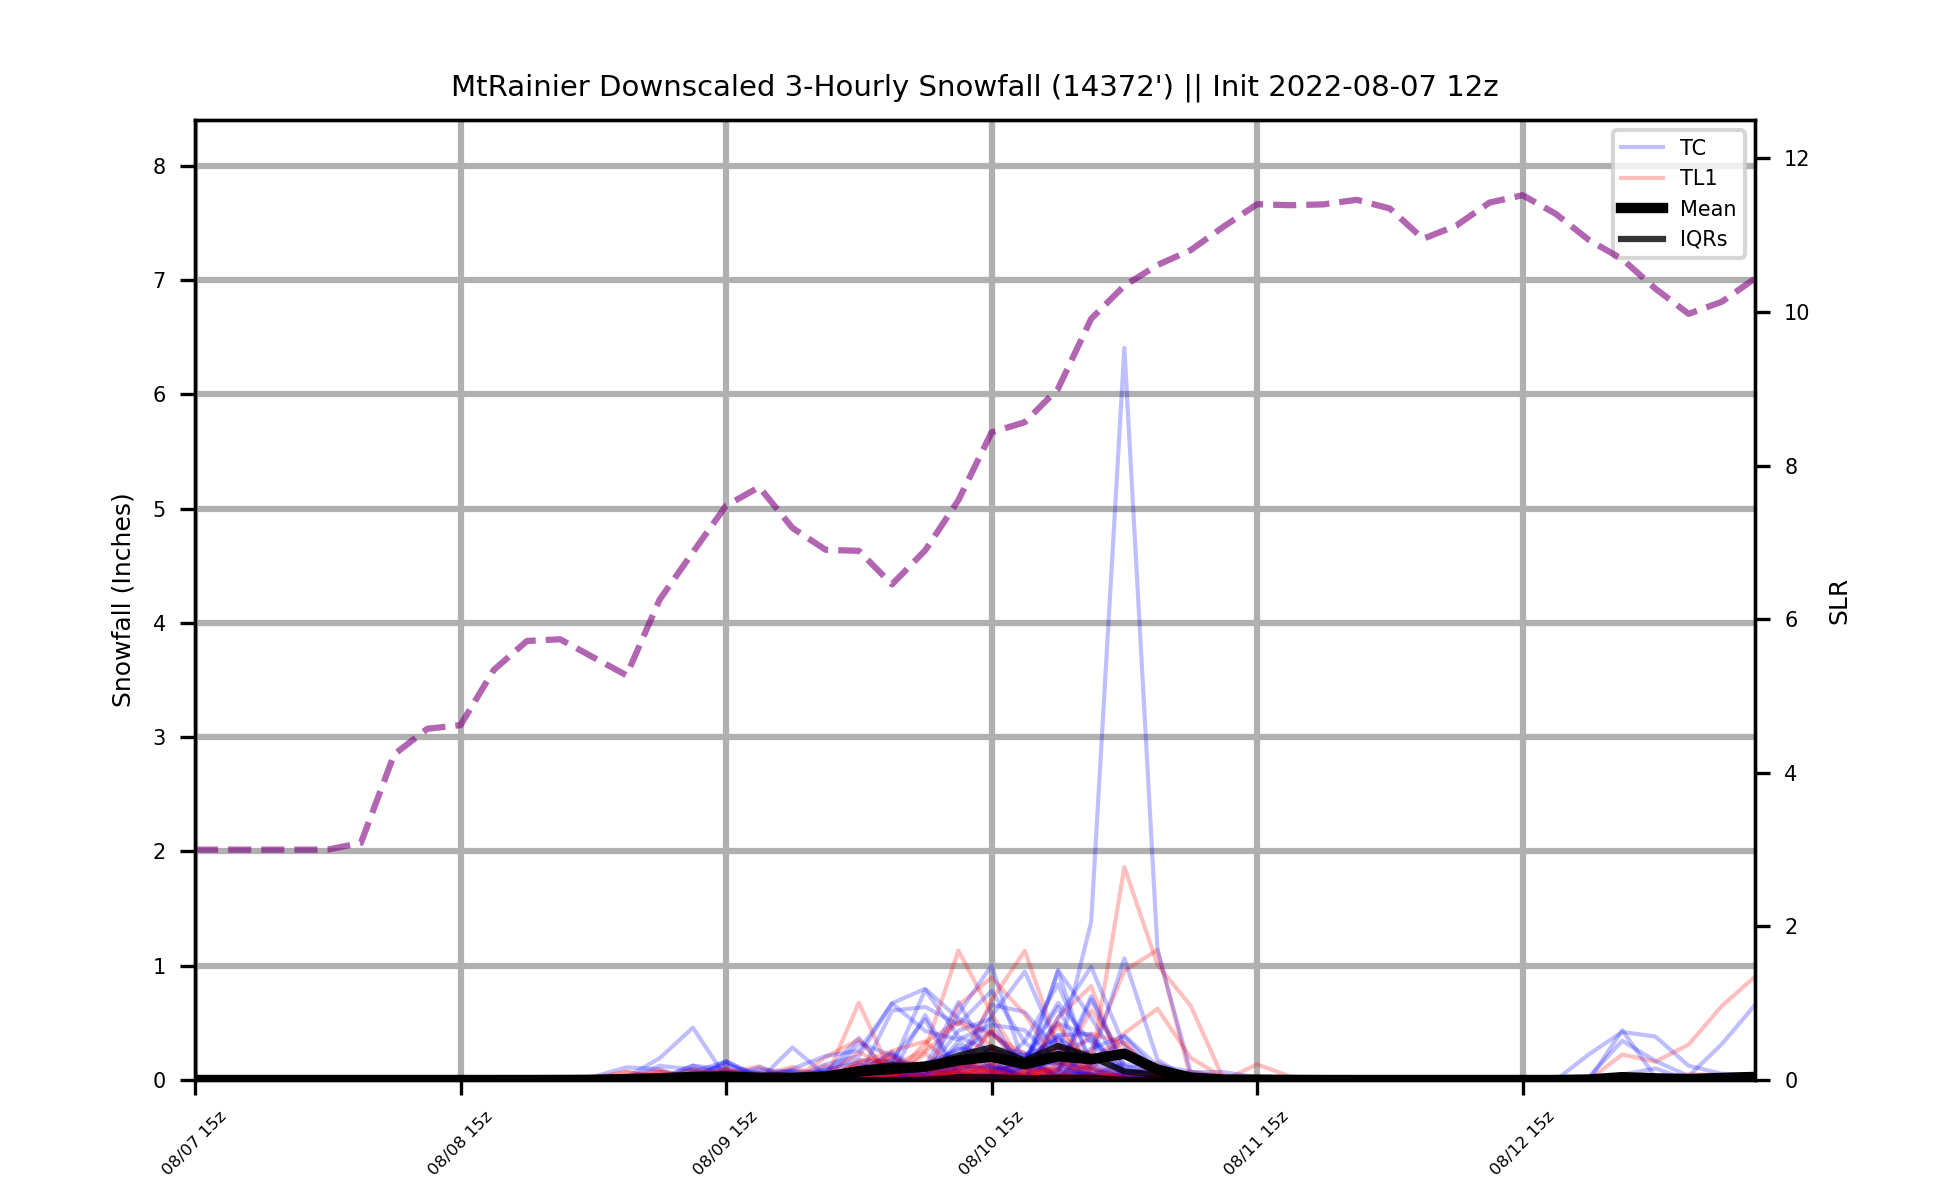 MtRainier Downscaled 3-Hourly Snowfall (14372') || Init 2022-08-07 12z
TC
TL1
Mean
IQRs
Snowfall (Inches)
8
7
6
5
4
3
2
1
0
SLR
12
10
8
6
4
2
0
08/07 15z
08/08 15z
08/09 15z
08/10 15z
08/11 15z
08/12 15z